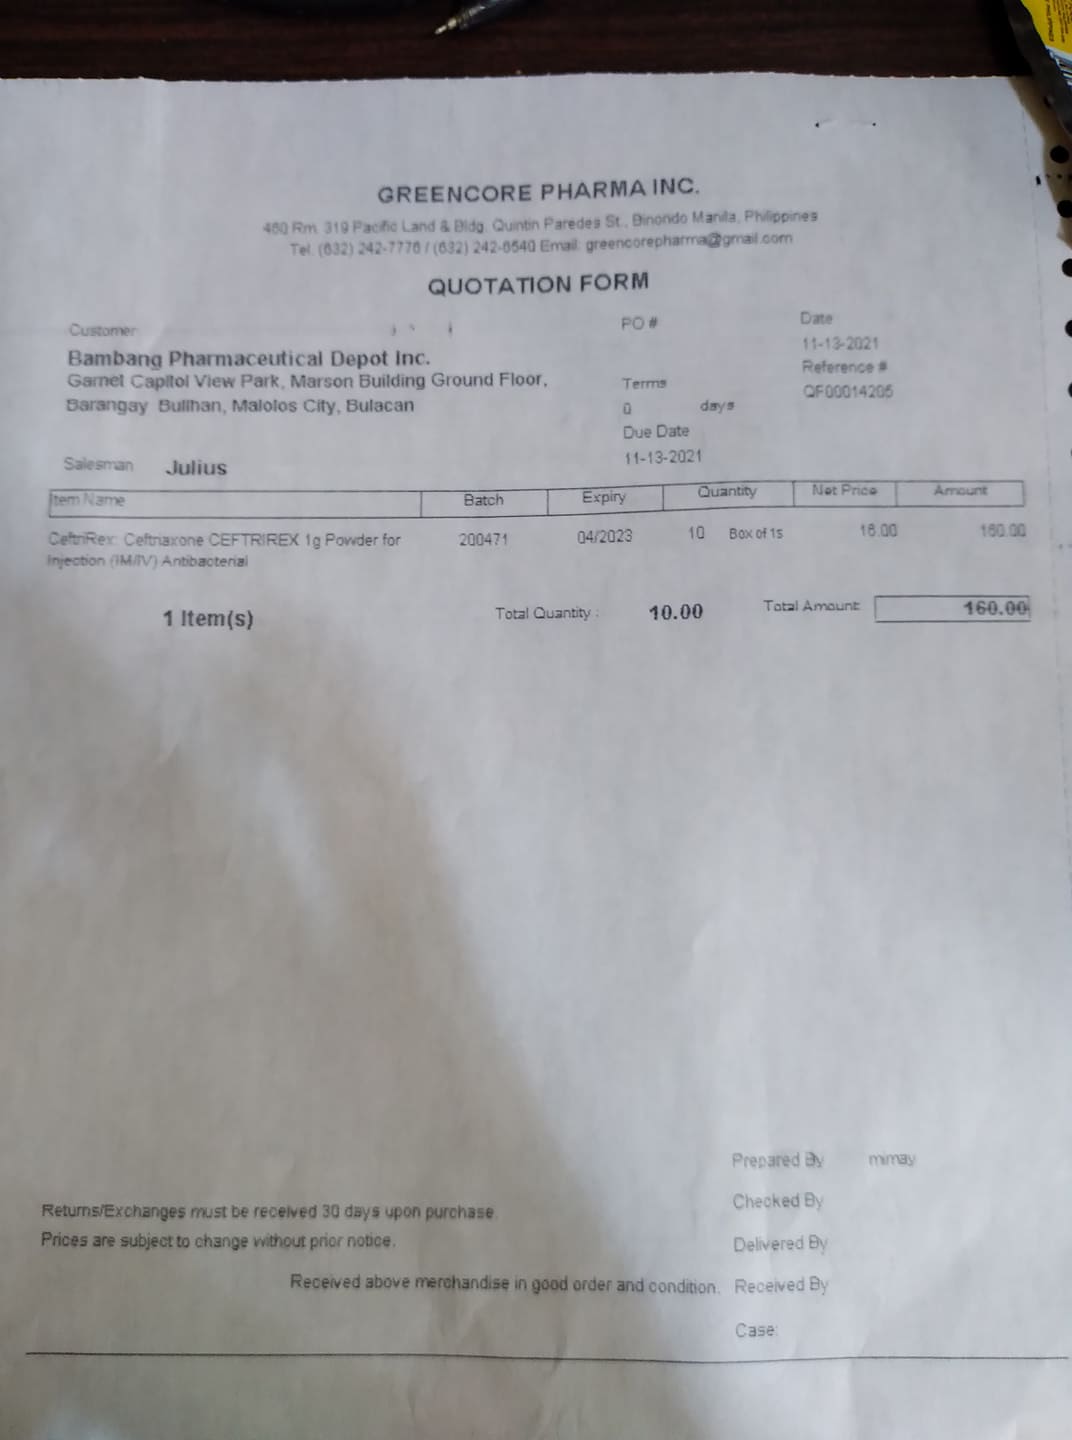 GREENCORE PHARMA INC.
460 Rm. 319 Pacific Land & Bldg. Quintin Paredes St., Binondo Manila, Philippines
Tel. (632) 242-7776 / (632) 242-6540 Email: greencorepharma@gmail.com
QUOTATION FORM
Customer
PO #
Date
11-13-2021
Bambang Pharmaceutical Depot Inc.
Reference #
Garnet Capitol View Park, Marson Building Ground Floor,
Terms
QF00014205
Barangay Bulihan, Malolos City, Bulacan
0 days
Due Date
11-13-2021
Salesman Julius
Item Name Batch Expiry Quantity Net Price Amount
CeftriRex: Ceftriaxone CEFTRIREX 1g Powder for 200471 04/2023 10 Box of 1s 16.00 160.00
Injection (IM/IV) Antibacterial
1 Item(s) Total Quantity : 10.00 Total Amount: 160.00
Prepared By mimay
Checked By
Returns/Exchanges must be received 30 days upon purchase.
Prices are subject to change without prior notice.
Delivered By
Received above merchandise in good order and condition. Received By
Case: